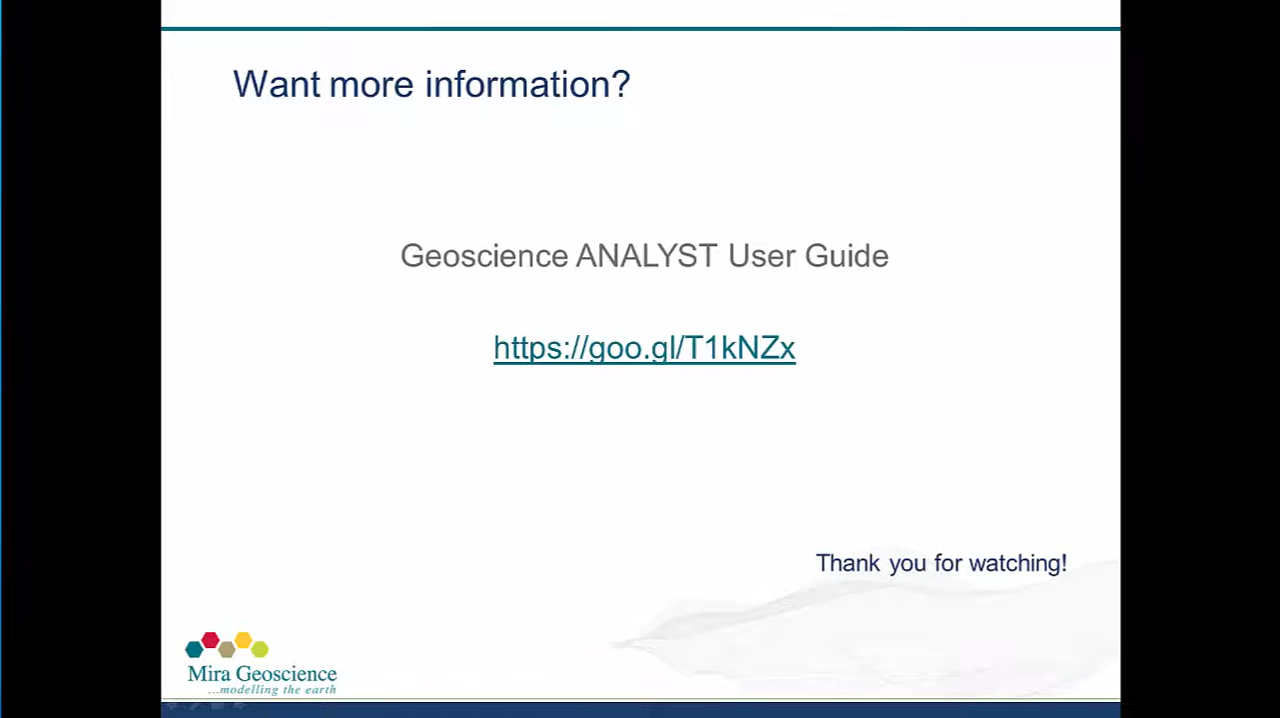 Want more information?
Geoscience ANALYST User Guide
https://goo.gl/T1kNZx
Thank you for watching!
Mira Geoscience
...modelling the earth